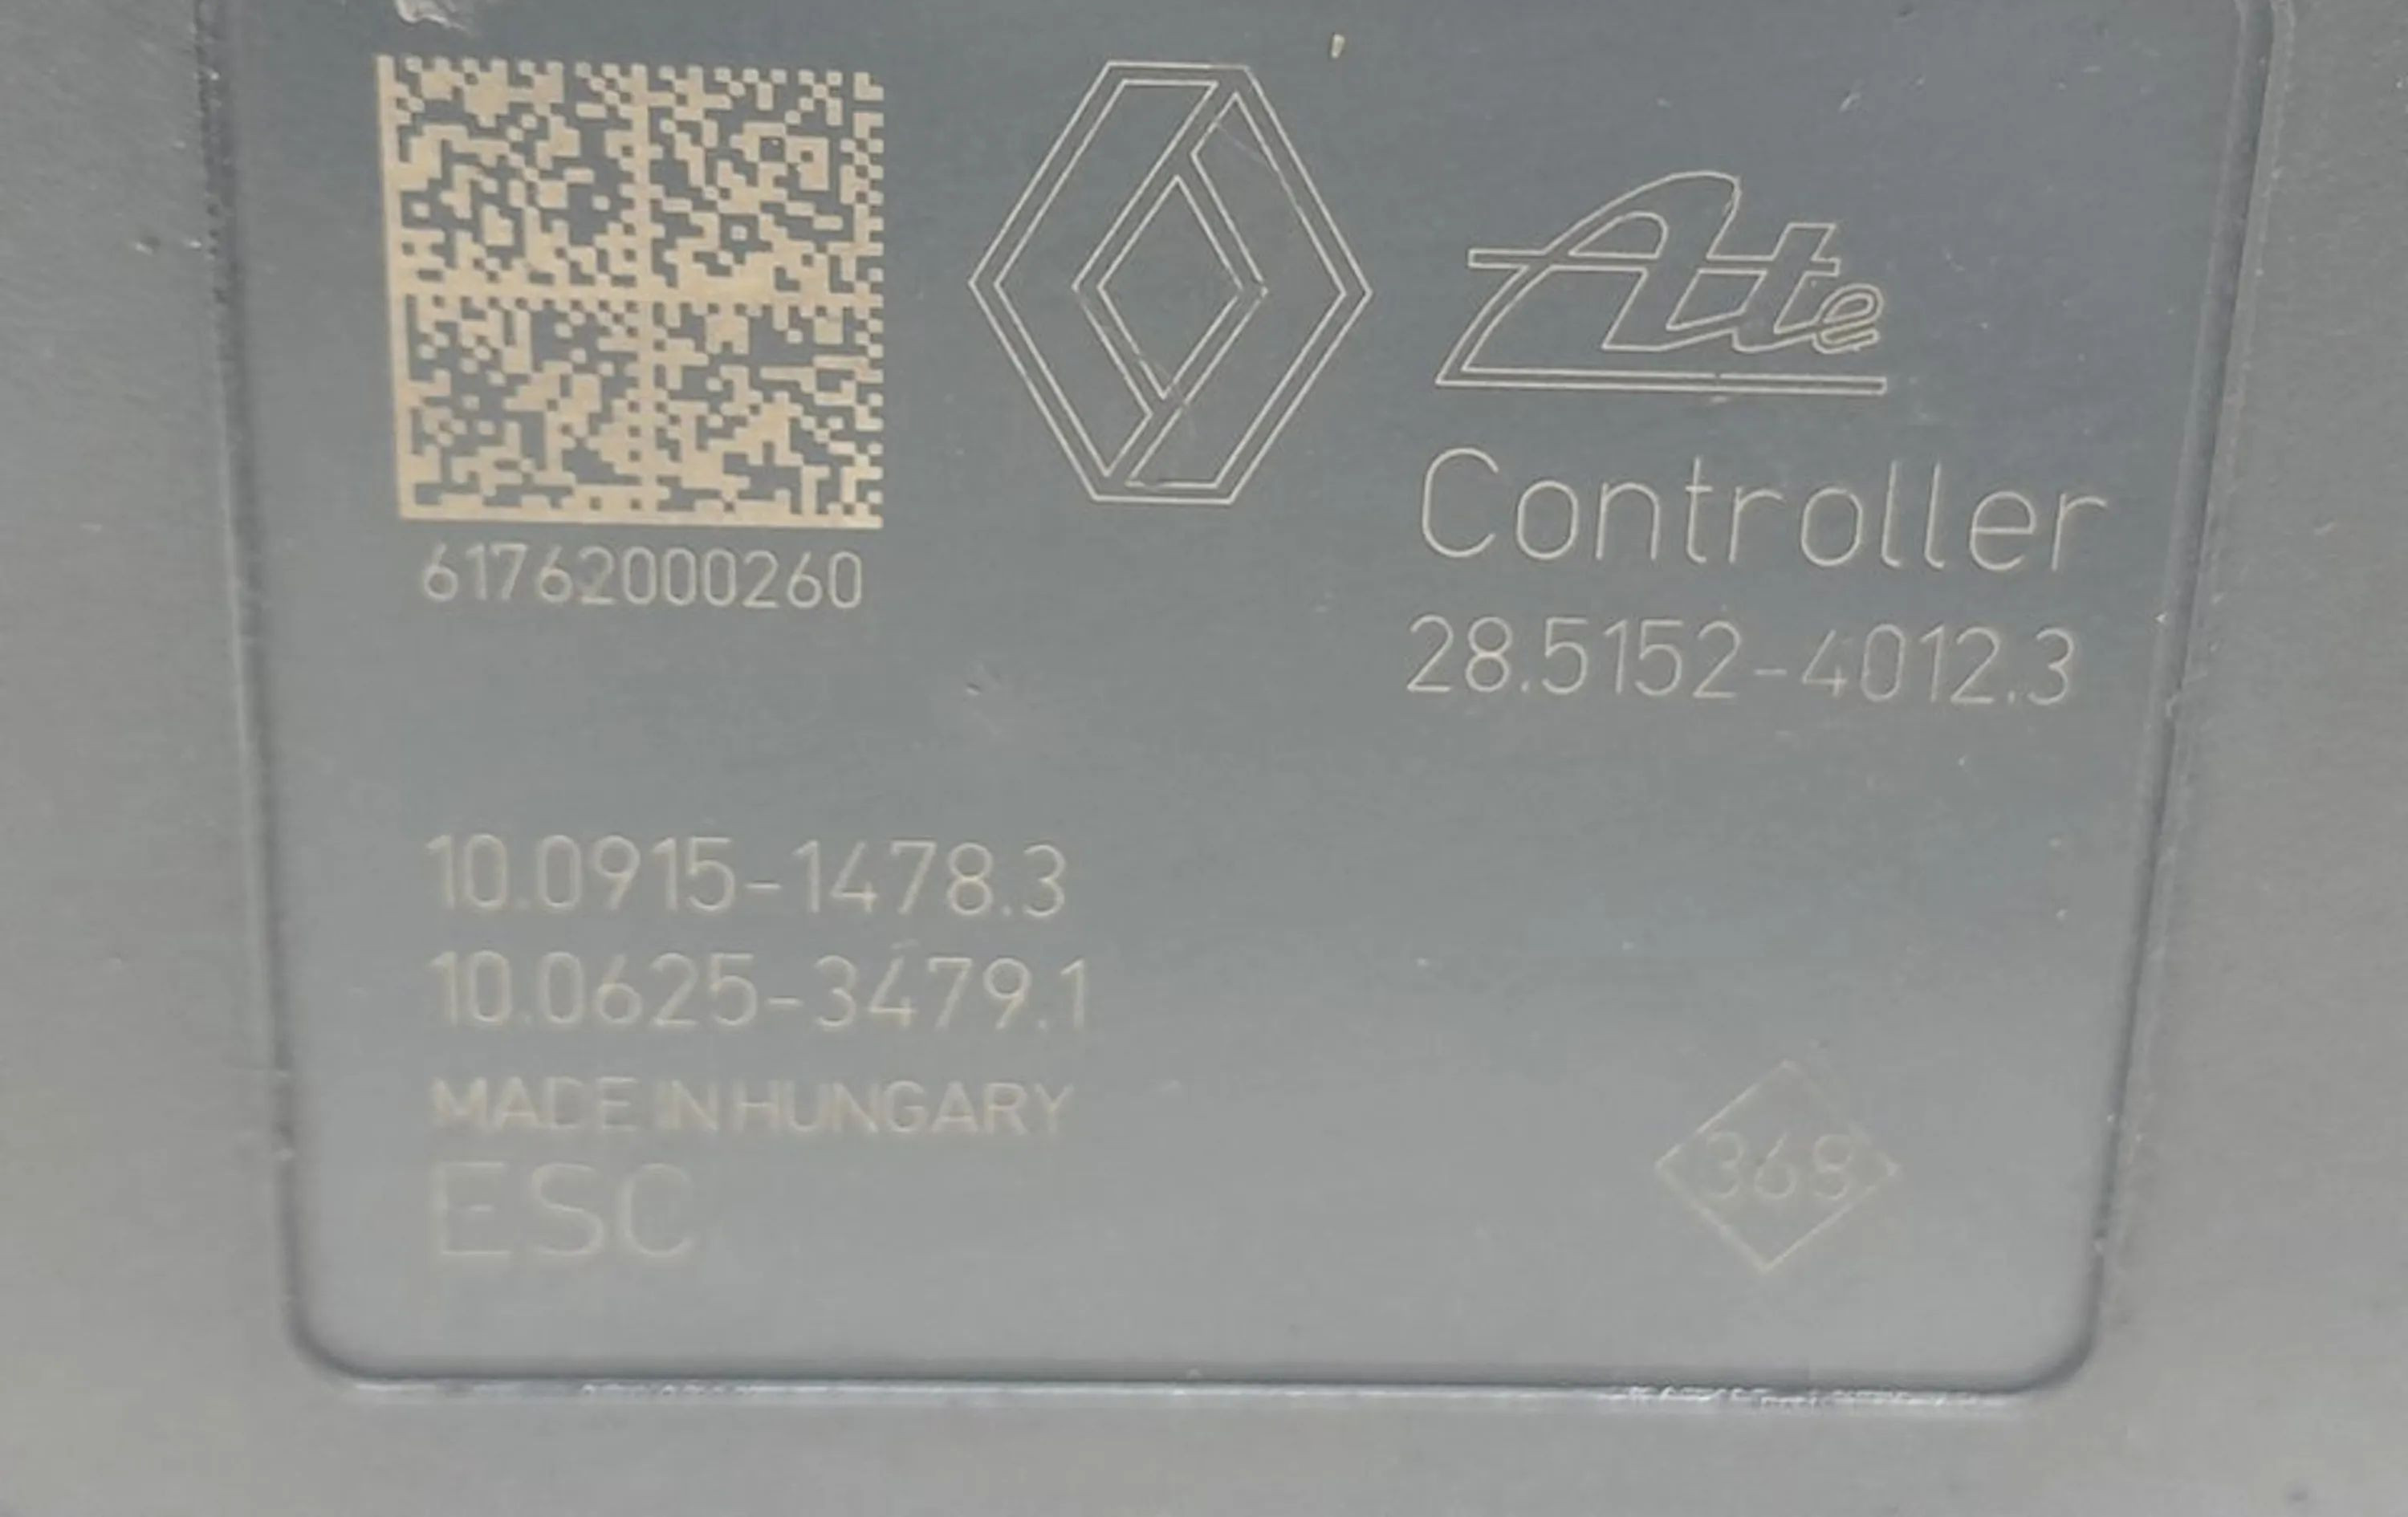 Ate
61762000260
Controller
28.5152-4012.3
10.0915-1478.3
10.0625-3479.1
MADE IN HUNGARY
ESC
368